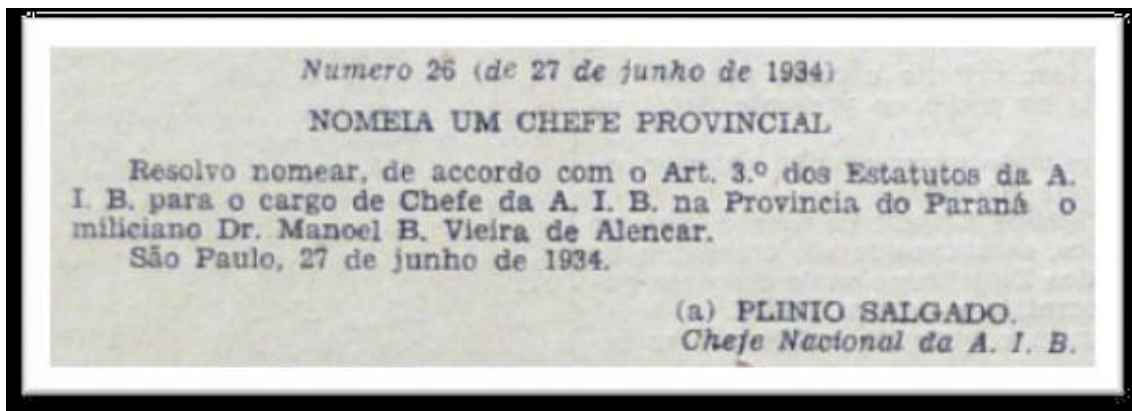 Numero 26 (de 27 de junho de 1934)
NOMEIA UM CHEFE PROVINCIAL
Resolvo nomear, de accordo com o Art. 3.º dos Estatutos da A.
I. B. para o cargo de Chefe da A. I. B. na Provincia do Paraná o
miliciano Dr. Manoel B. Vieira de Alencar.
São Paulo, 27 de junho de 1934.
(a) PLINIO SALGADO.
Chefe Nacional da A. I. B.